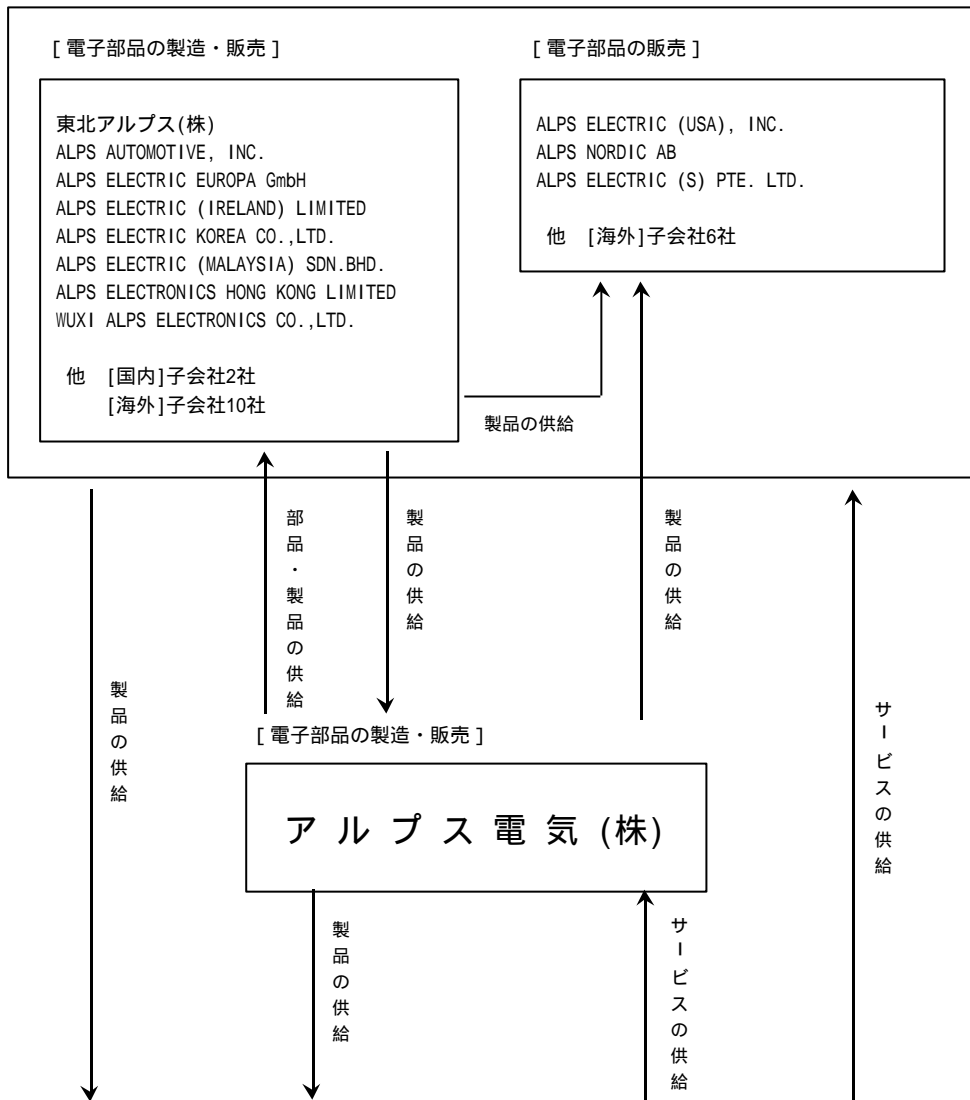 [ 電子部品の製造・販売 ]
東北アルプス(株)
ALPS AUTOMOTIVE, INC.
ALPS ELECTRIC EUROPA GmbH
ALPS ELECTRIC (IRELAND) LIMITED
ALPS ELECTRIC KOREA CO.,LTD.
ALPS ELECTRIC (MALAYSIA) SDN.BHD.
ALPS ELECTRONICS HONG KONG LIMITED
WUXI ALPS ELECTRONICS CO.,LTD.
他 [国内]子会社2社
[海外]子会社10社
[ 電子部品の販売 ]
ALPS ELECTRIC (USA), INC.
ALPS NORDIC AB
ALPS ELECTRIC (S) PTE. LTD.
他 [海外]子会社6社
製品の供給
製品の供給
部品・製品の供給
製品の供給
製品の供給
サービスの供給
[ 電子部品の製造・販売 ]
アルプス電気(株)
製品の供給
サービスの供給